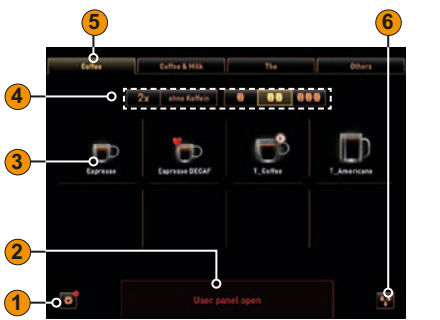 5 6
Coffee Coffee & Milk The Others
4 2x ohne Koffein
3
Espresso Espresso DECAF T_Coffee T_Americano
2
1 User panel open